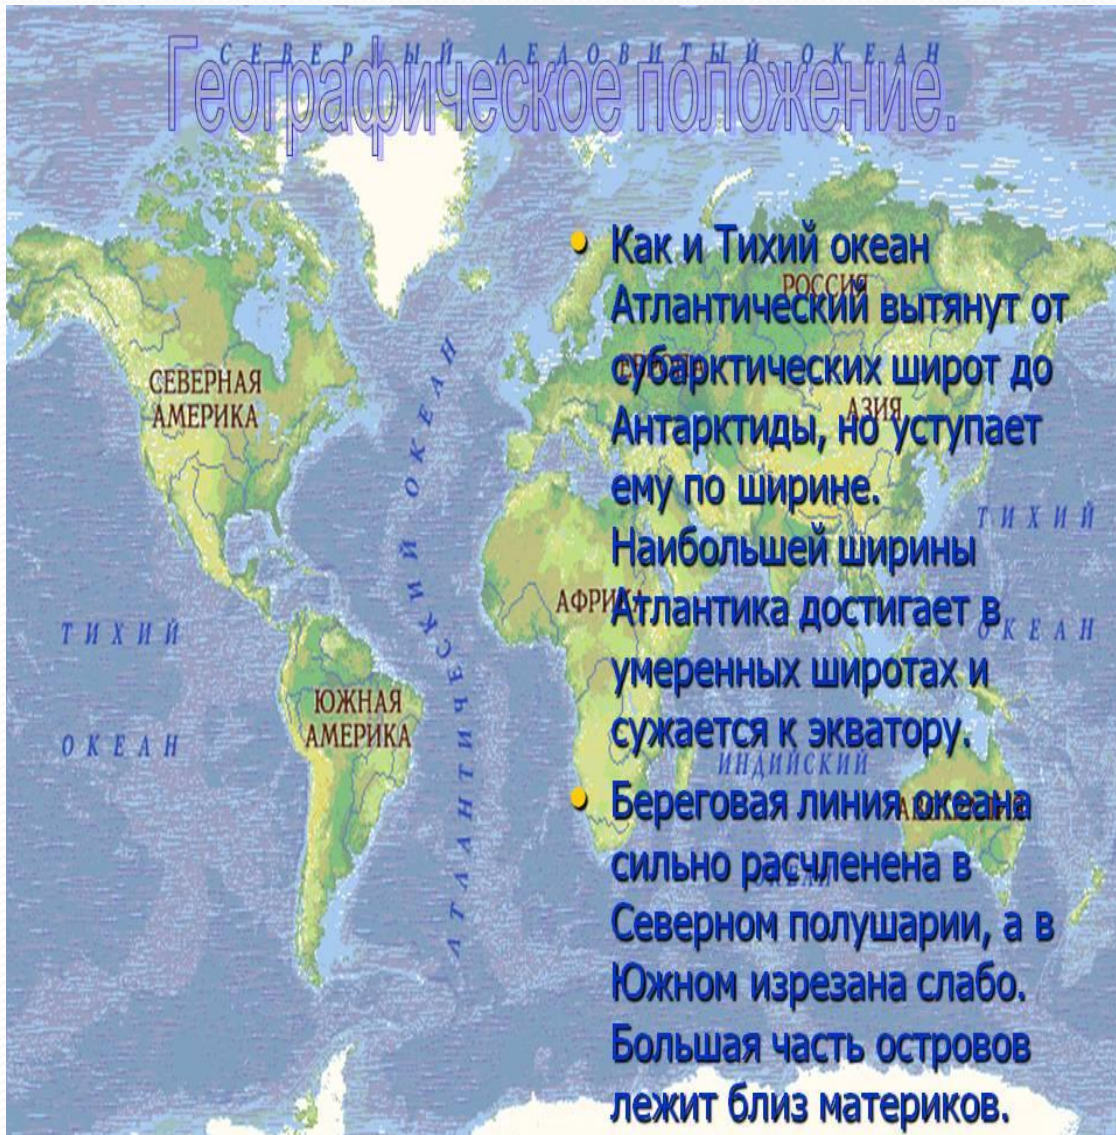 СЕВЕРНЫЙ ЛЕДОВИТЫЙ ОКЕАН
Географическое положение.
• Как и Тихий океан
Атлантический вытянут от
субарктических широт до
Антарктиды, но уступает
ему по ширине.
Наибольшей ширины
Атлантика достигает в
умеренных широтах и
сужается к экватору.
• Береговая линия океана
сильно расчленена в
Северном полушарии, а в
Южном изрезана слабо.
Большая часть островов
лежит близ материков.
РОССИЯ
АЗИЯ
СЕВЕРНАЯ
АМЕРИКА
АТЛАНТИЧЕСКИЙ ОКЕАН
АФРИКА
ЮЖНАЯ
АМЕРИКА
ТИХИЙ
ОКЕАН
ТИХИЙ
ОКЕАН
ИНДИЙСКИЙ
ОКЕАН